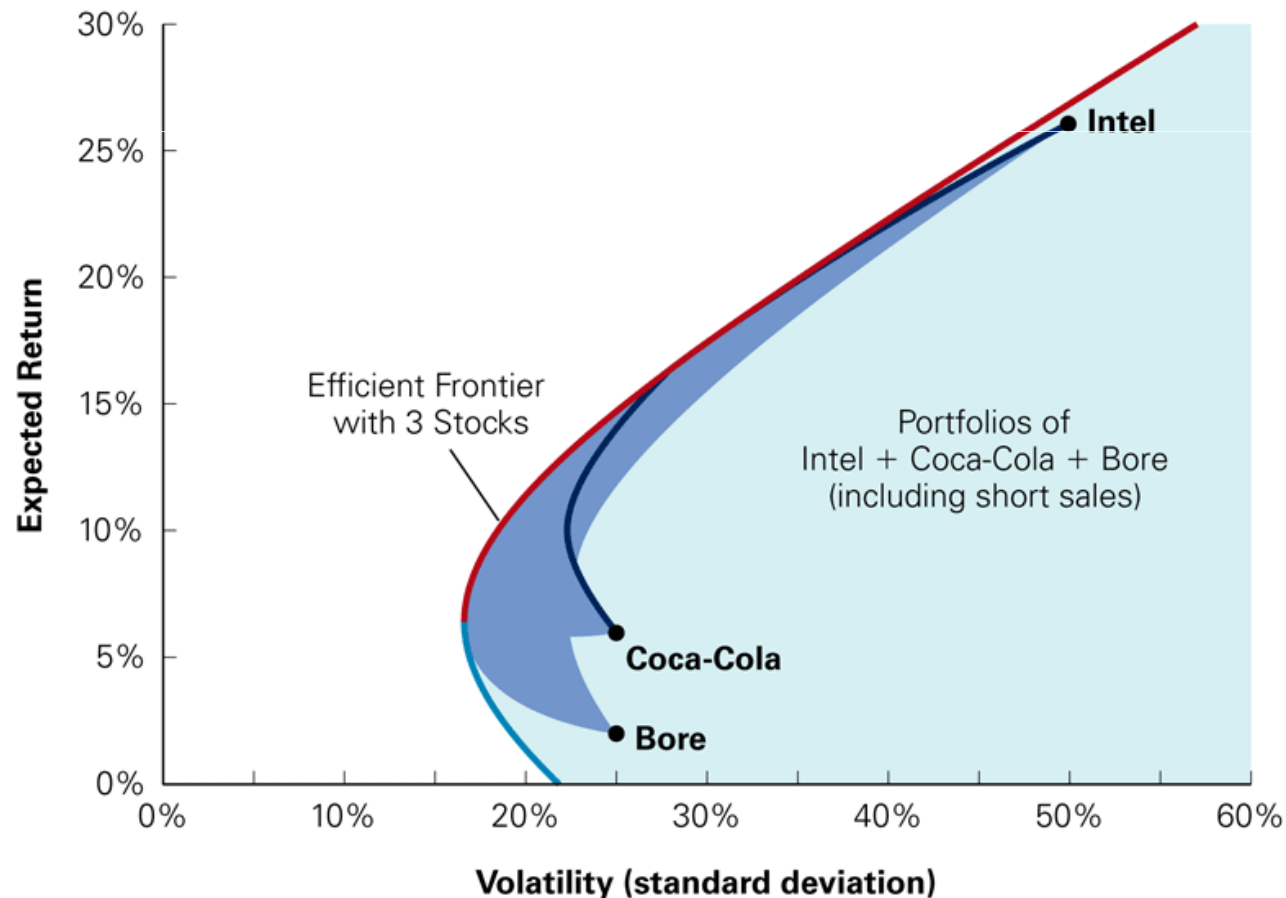 30%
25%
20%
15%
10%
5%
0%
Expected Return
Intel
Efficient Frontier
with 3 Stocks
Portfolios of
Intel + Coca-Cola + Bore
(including short sales)
Coca-Cola
Bore
0%
10%
20%
30%
40%
50%
60%
Volatility (standard deviation)